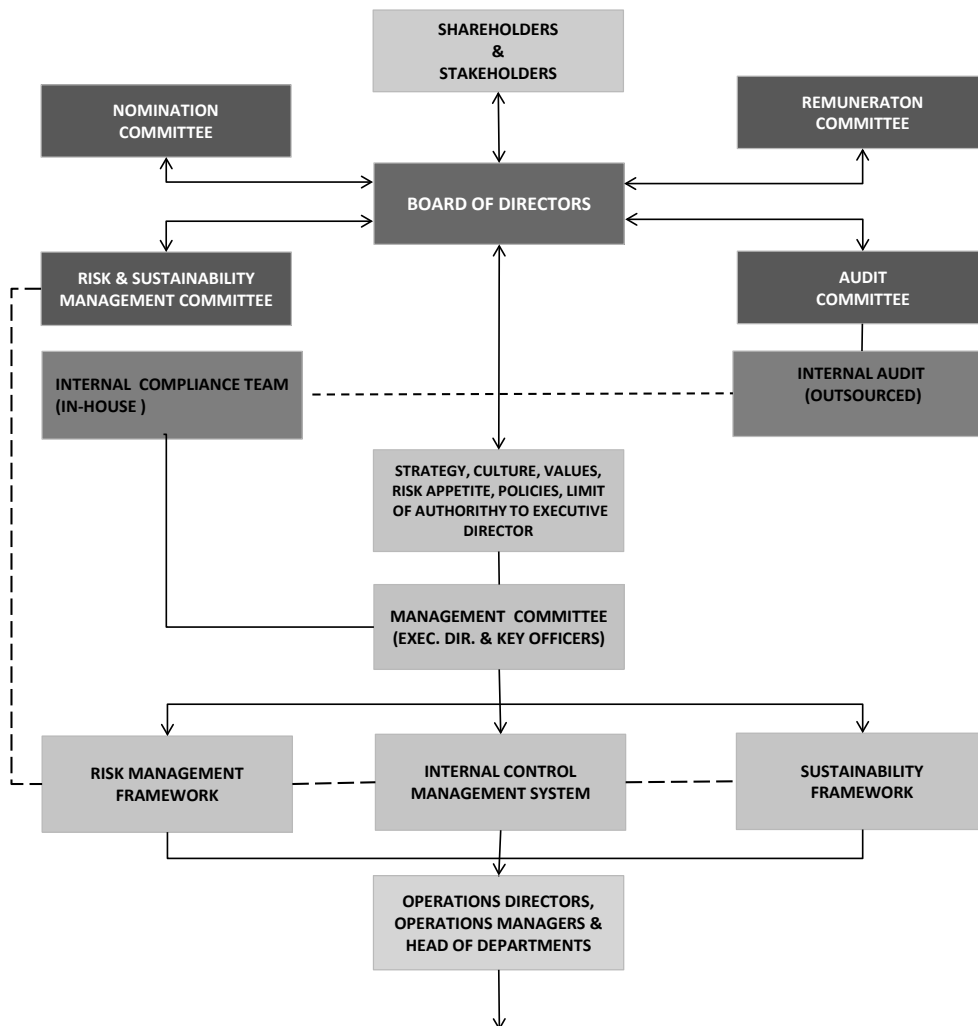 SHAREHOLDERS
&
STAKEHOLDERS
NOMINATION
COMMITTEE
REMUNERATON
COMMITTEE
BOARD OF DIRECTORS
RISK & SUSTAINABILITY
MANAGEMENT COMMITTEE
AUDIT
COMMITTEE
INTERNAL COMPLIANCE TEAM
(IN-HOUSE )
INTERNAL AUDIT
(OUTSOURCED)
STRATEGY, CULTURE, VALUES,
RISK APPETITE, POLICIES, LIMIT
OF AUTHORITHY TO EXECUTIVE
DIRECTOR
MANAGEMENT COMMITTEE
(EXEC. DIR. & KEY OFFICERS)
RISK MANAGEMENT
FRAMEWORK
INTERNAL CONTROL
MANAGEMENT SYSTEM
SUSTAINABILITY
FRAMEWORK
OPERATIONS DIRECTORS,
OPERATIONS MANAGERS &
HEAD OF DEPARTMENTS